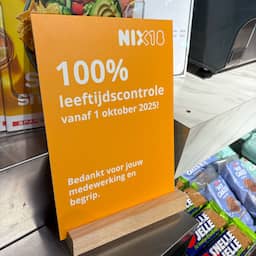 NIX18
100%
leeftijdscontrole
vanaf 1 oktober 2025!
Bedankt voor jouw
medewerking en
begrip.